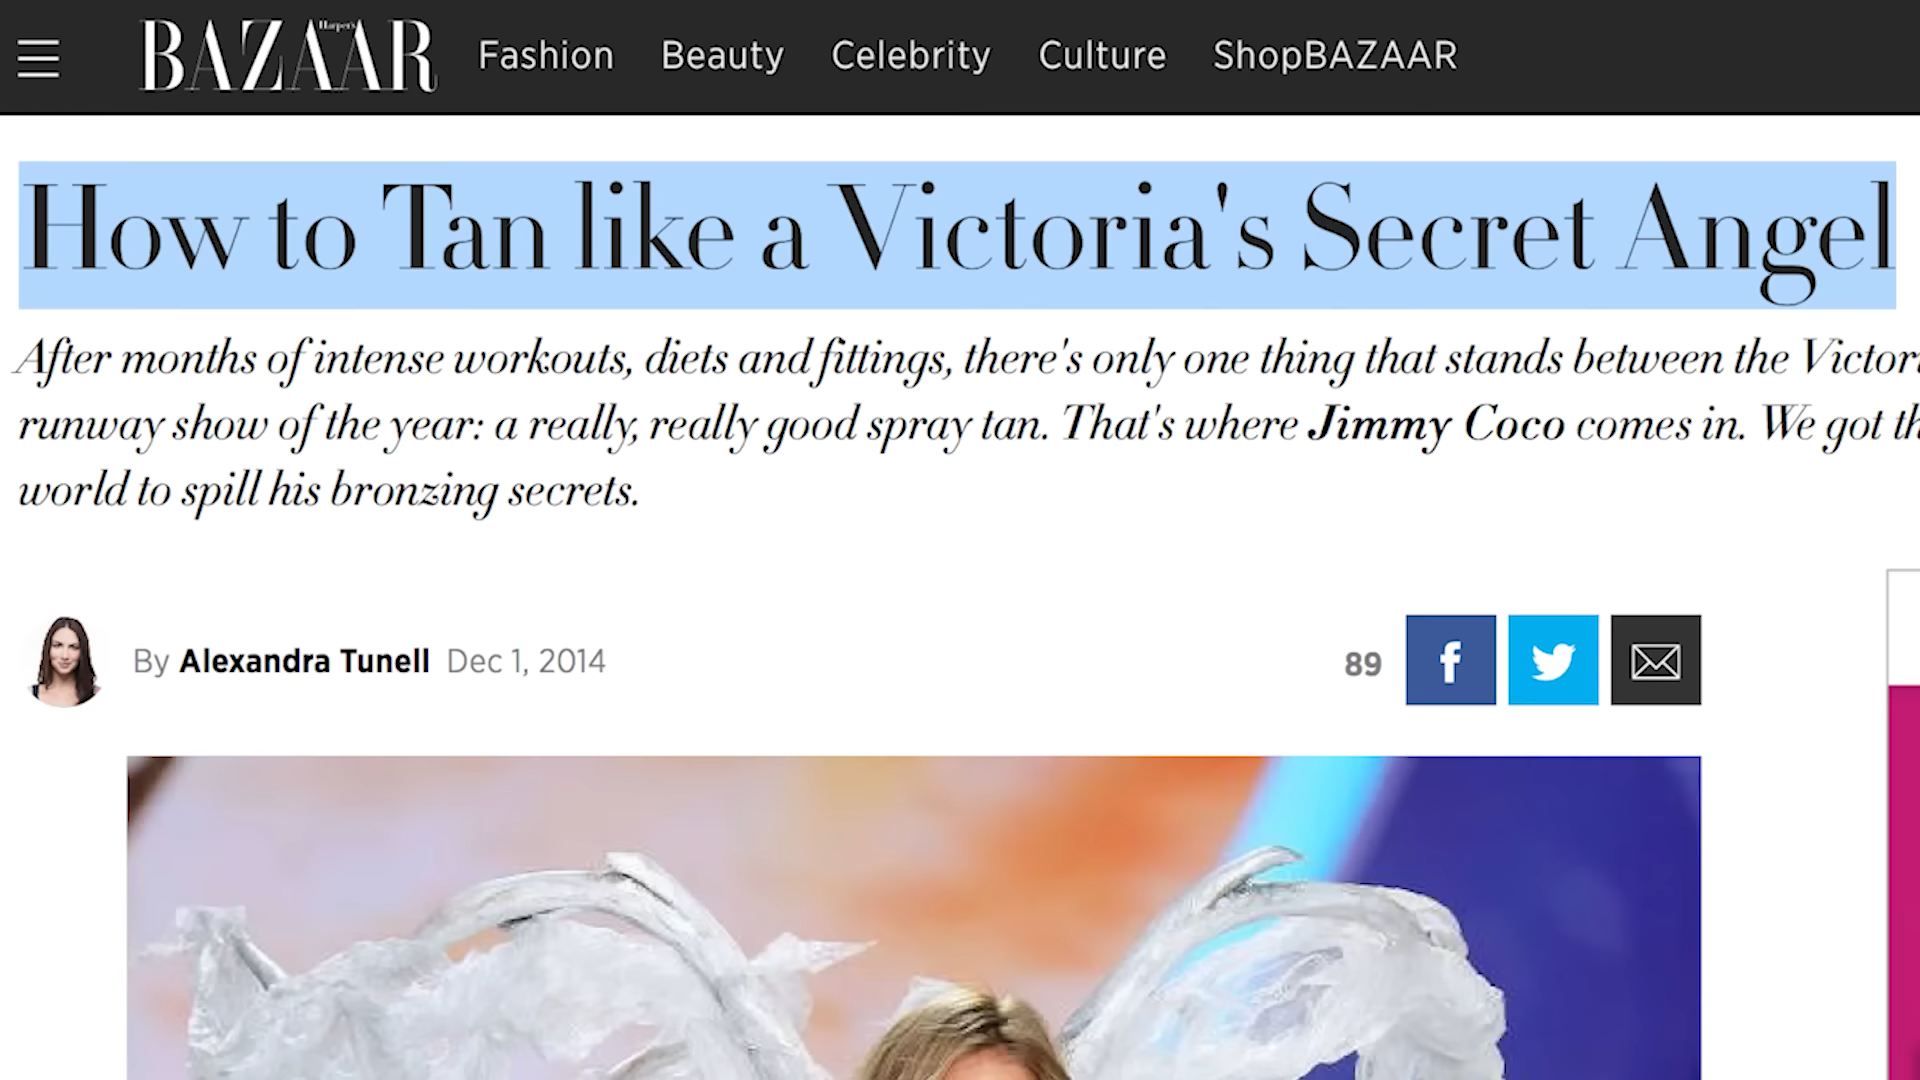 Harper's
BAZAAR Fashion Beauty Celebrity Culture ShopBAZAAR
How to Tan like a Victoria's Secret Angel
After months of intense workouts, diets and fittings, there's only one thing that stands between the
runway show of the year: a really, really good spray tan. That's where Jimmy Coco comes in. We got
world to spill his bronzing secrets.
By Alexandra Tunell Dec 1, 2014
89